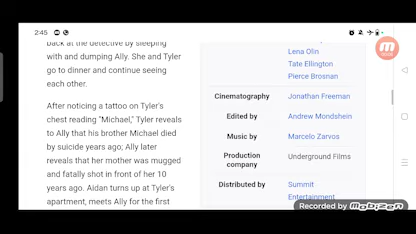 2:45
back at the detective by sleeping
with and dumping Ally. She and Tyler
go to dinner and continue seeing
each other.
After noticing a tattoo on Tyler's
chest reading "Michael," Tyler reveals
to Ally that his brother Michael died
by suicide years ago; Ally later
reveals that her mother was mugged
and fatally shot in front of her 10
years ago. Aidan turns up at Tyler's
apartment, meets Ally for the first
Lena Olin
Tate Ellington
Pierce Brosnan
Cinematography Jonathan Freeman
Edited by Andrew Mondshein
Music by Marcelo Zarvos
Production Underground Films
company
Distributed by Summit
Entertainment
Recorded by Mobizen